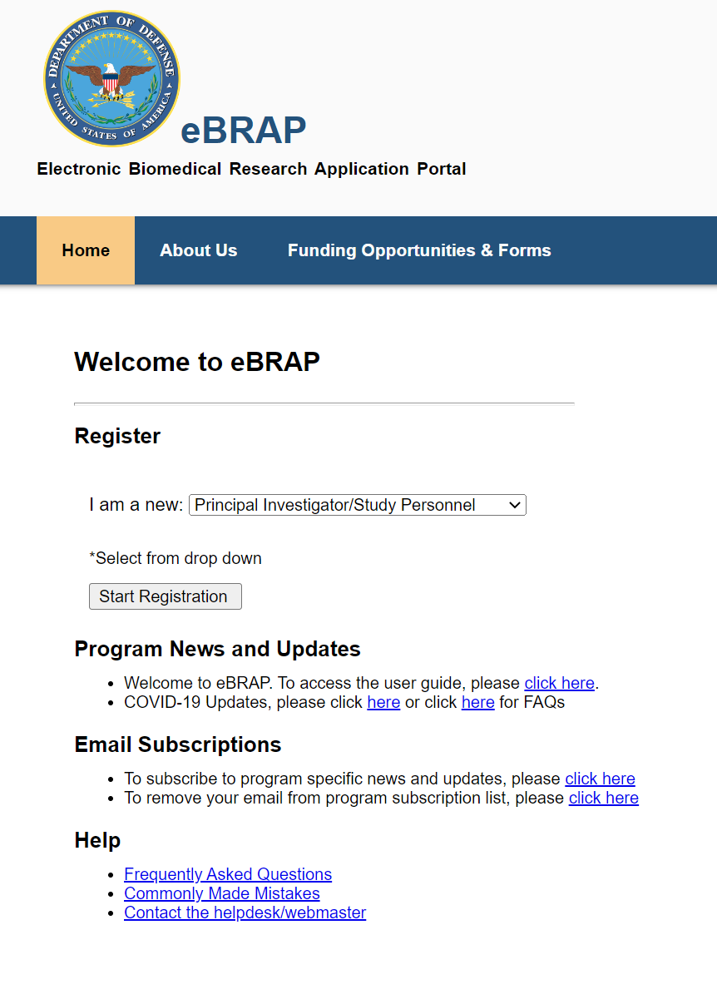 DEPARTMENT OF DEFENSE
UNITED STATES OF AMERICA
eBRAP
Electronic Biomedical Research Application Portal
Home About Us Funding Opportunities & Forms
Welcome to eBRAP
Register
I am a new: Principal Investigator/Study Personnel
*Select from drop down
Start Registration
Program News and Updates
• Welcome to eBRAP. To access the user guide, please click here.
• COVID-19 Updates, please click here or click here for FAQs
Email Subscriptions
• To subscribe to program specific news and updates, please click here
• To remove your email from program subscription list, please click here
Help
• Frequently Asked Questions
• Commonly Made Mistakes
• Contact the helpdesk/webmaster